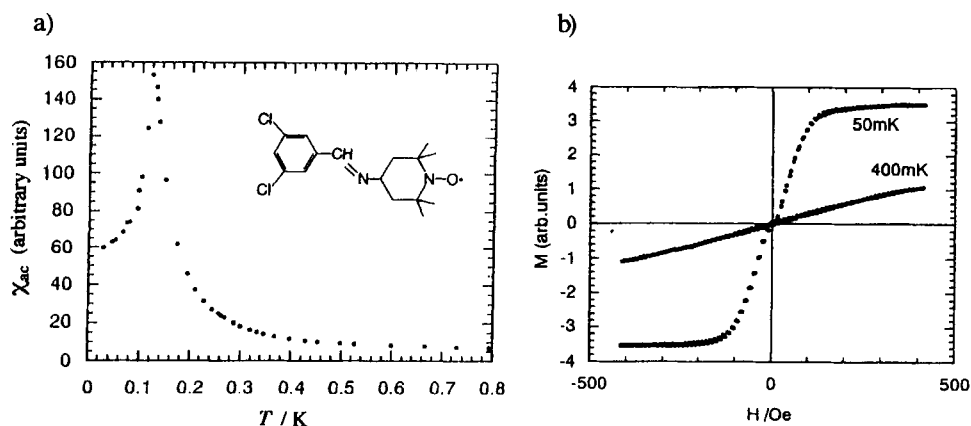 a)
160
140
120
100
80
60
40
20
0
χac (arbitrary units)
0 0.1 0.2 0.3 0.4 0.5 0.6 0.7 0.8
T / K
Cl
Cl
CH
N
N-O•
b)
4
3
2
1
0
-1
-2
-3
-4
M (arb.units)
50mK
400mK
-500 0 500
H /Oe